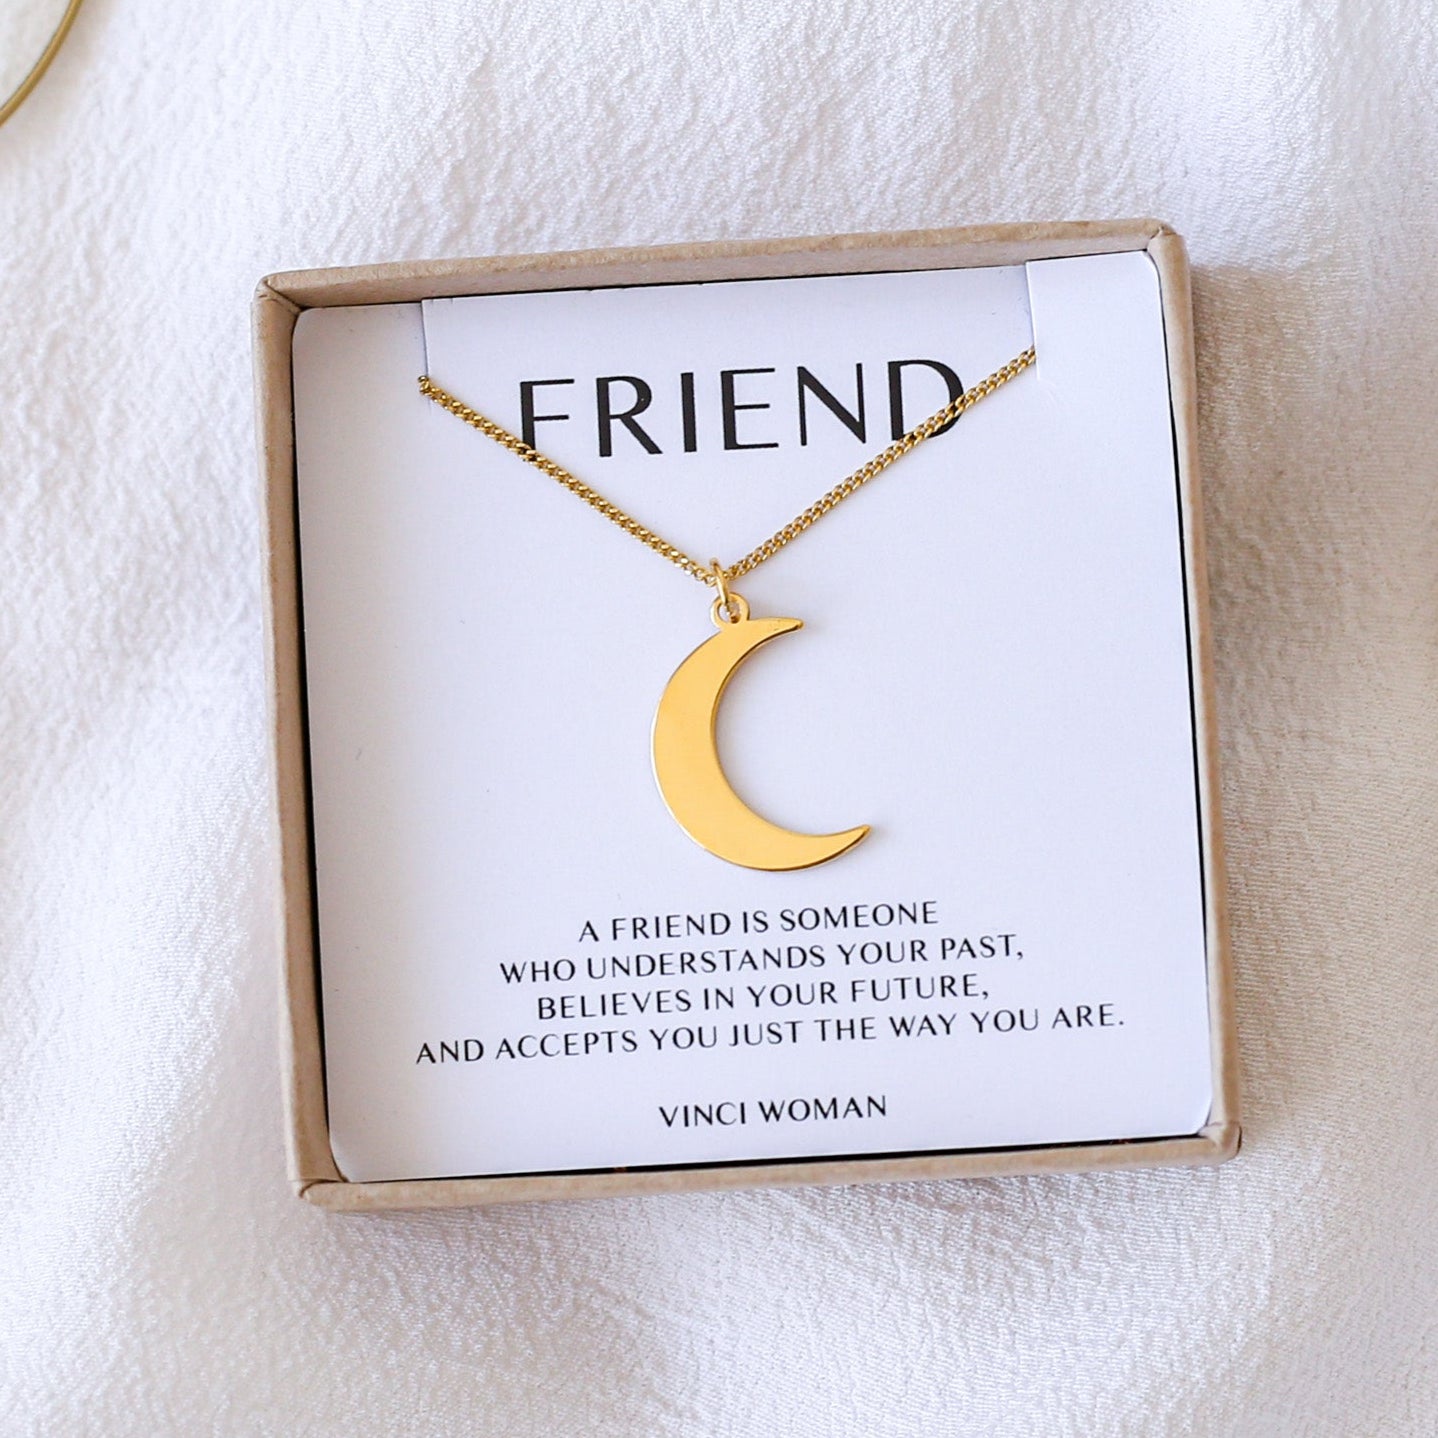 FRIEND
A FRIEND IS SOMEONE
WHO UNDERSTANDS YOUR PAST,
BELIEVES IN YOUR FUTURE,
AND ACCEPTS YOU JUST THE WAY YOU ARE.
VINCI WOMAN